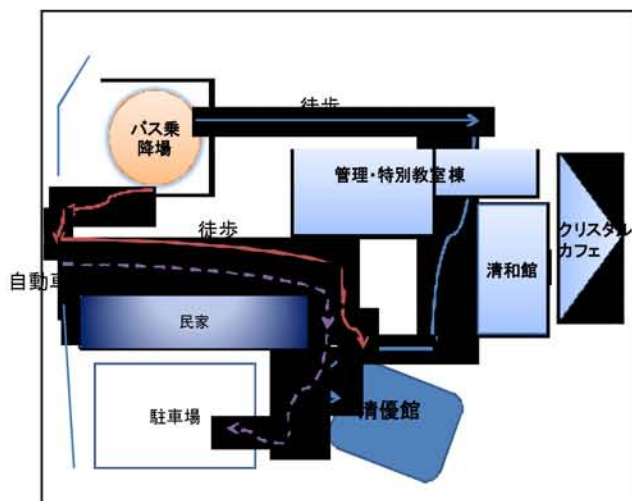 徒歩
バス乗
降場
管理・特別教室棟
徒歩
クリスタル
カフェ
清和館
自動車
民家
駐車場
清優館